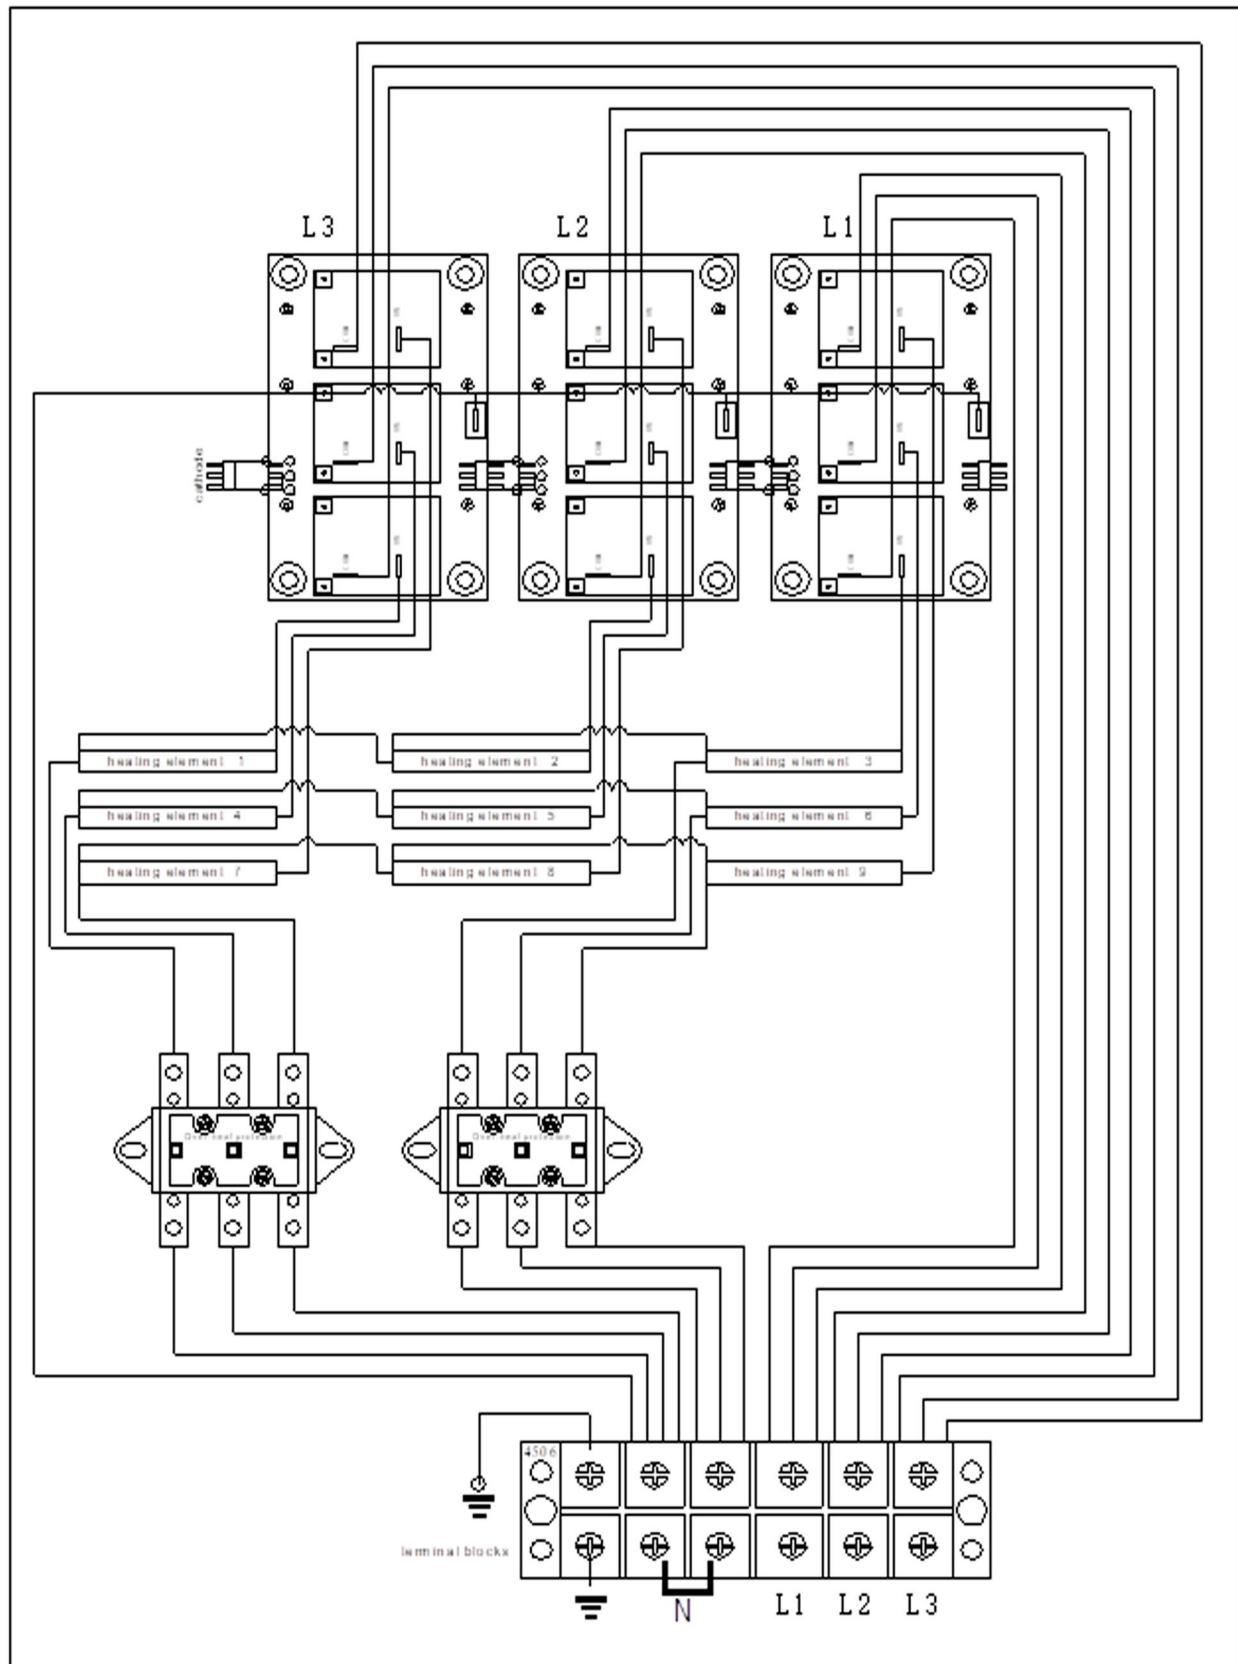 L3
L2
L1
cathode
heating element 1
heating element 2
heating element 3
heating element 4
heating element 5
heating element 6
heating element 7
heating element 8
heating element 9
4506
terminal blocks
N
L1
L2
L3